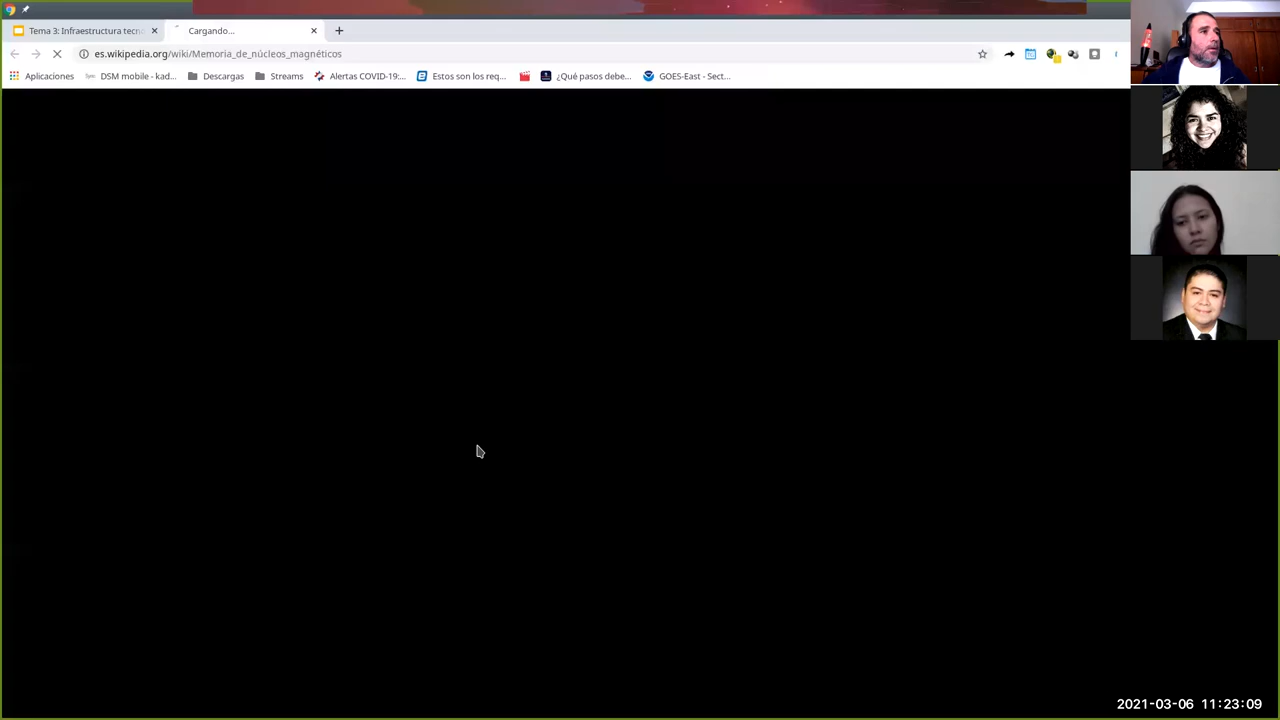 Tema 3: Infraestructura tecn
Cargando...
es.wikipedia.org/wiki/Memoria_de_núcleos_magnéticos
Aplicaciones
DSM mobile - kad...
Descargas
Streams
Alertas COVID-19:...
Estos son los req...
¿Qué pasos debe...
GOES-East - Sect...
2021-03-06 11:23:09